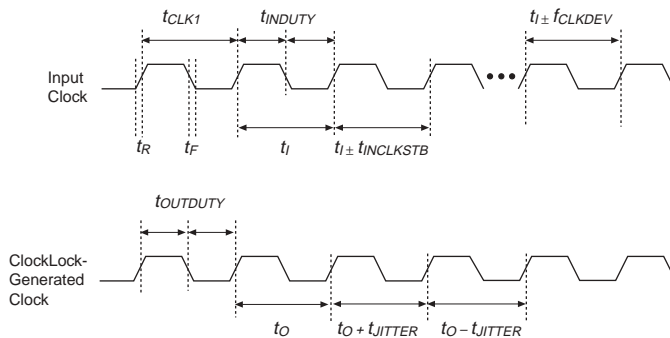 tCLK1 tINDUTY tI ± fCLKDEV
Input
Clock
tR tF tI tI ± tINCLKSTB
tOUTDUTY
ClockLock-
Generated
Clock
tO tO + tJITTER tO – tJITTER